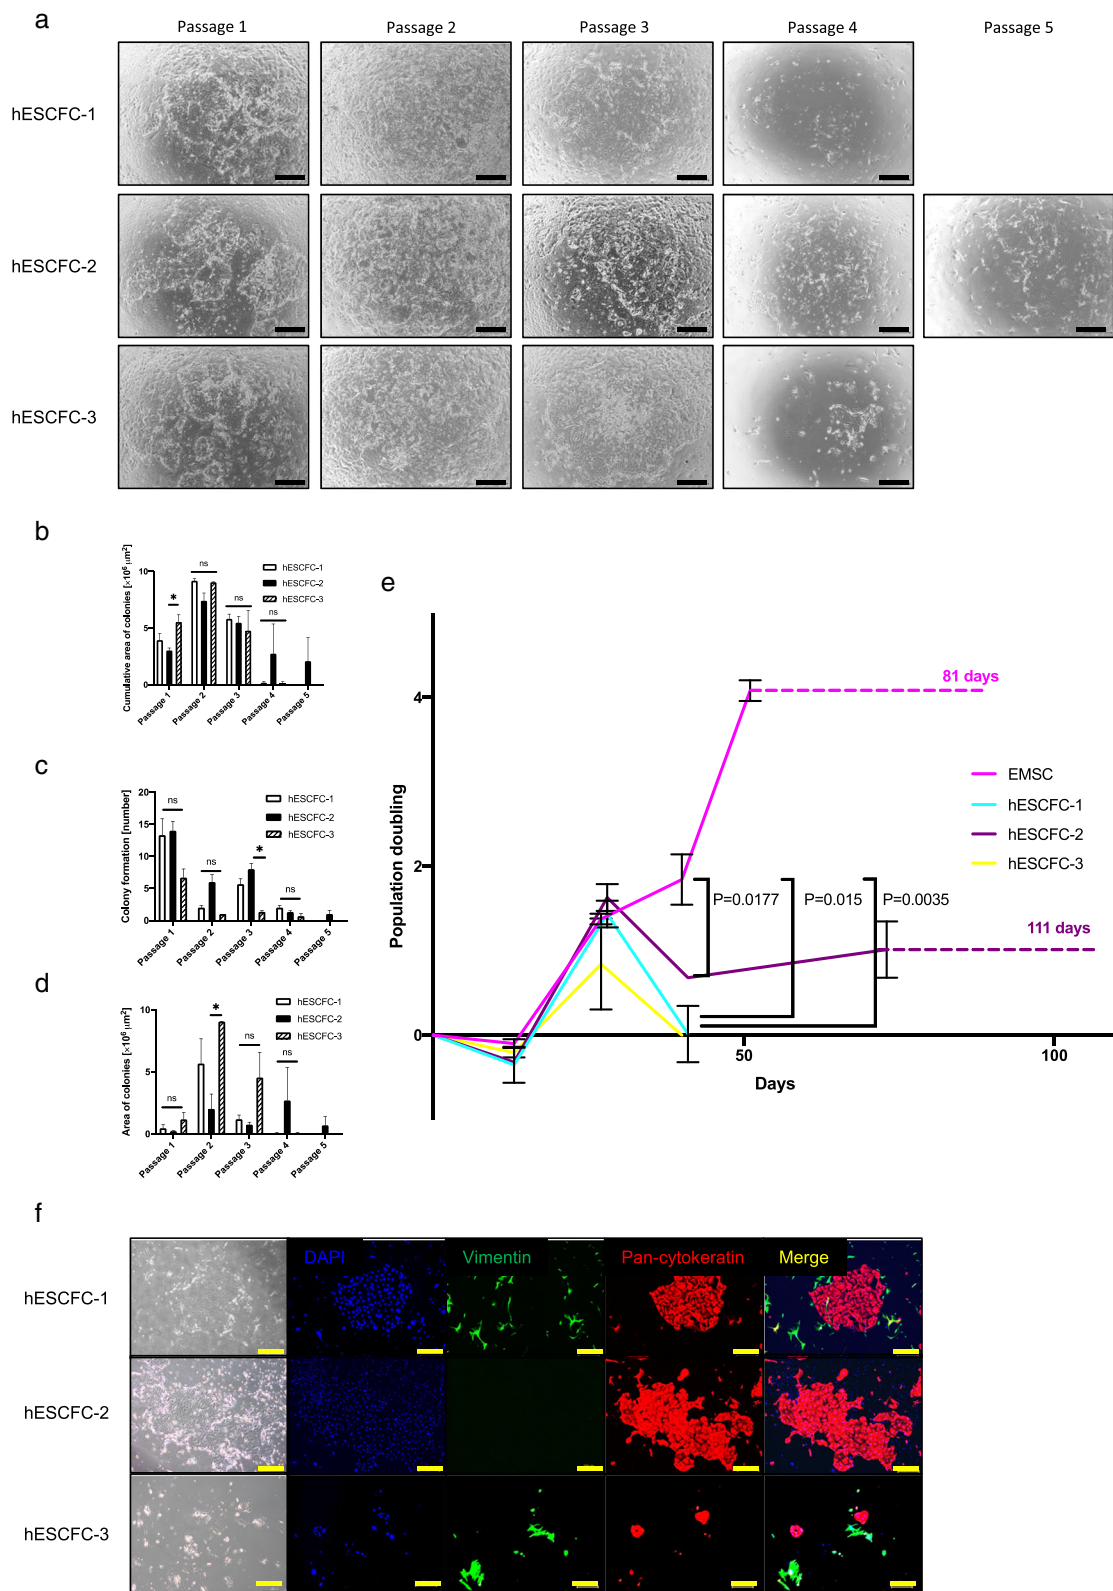 a
Passage 1 Passage 2 Passage 3 Passage 4 Passage 5
hESCFC-1
hESCFC-2
hESCFC-3
b
Cumulative area of colonies [×10⁶ µm²]
10
5
0
ns
*
ns
ns
hESCFC-1
hESCFC-2
hESCFC-3
Passage 1 Passage 2 Passage 3 Passage 4 Passage 5
c
Colony formation [number]
20
15
10
5
0
ns
ns
*
ns
hESCFC-1
hESCFC-2
hESCFC-3
Passage 1 Passage 2 Passage 3 Passage 4 Passage 5
d
Area of colonies [×10⁶ µm²]
10
5
0
ns
*
ns
ns
hESCFC-1
hESCFC-2
hESCFC-3
Passage 1 Passage 2 Passage 3 Passage 4 Passage 5
e
Population doubling
4
2
0
81 days
EMSC
hESCFC-1
hESCFC-2
hESCFC-3
P=0.0177 P=0.015 P=0.0035
111 days
50 100
Days
f
DAPI Vimentin Pan-cytokeratin Merge
hESCFC-1
hESCFC-2
hESCFC-3